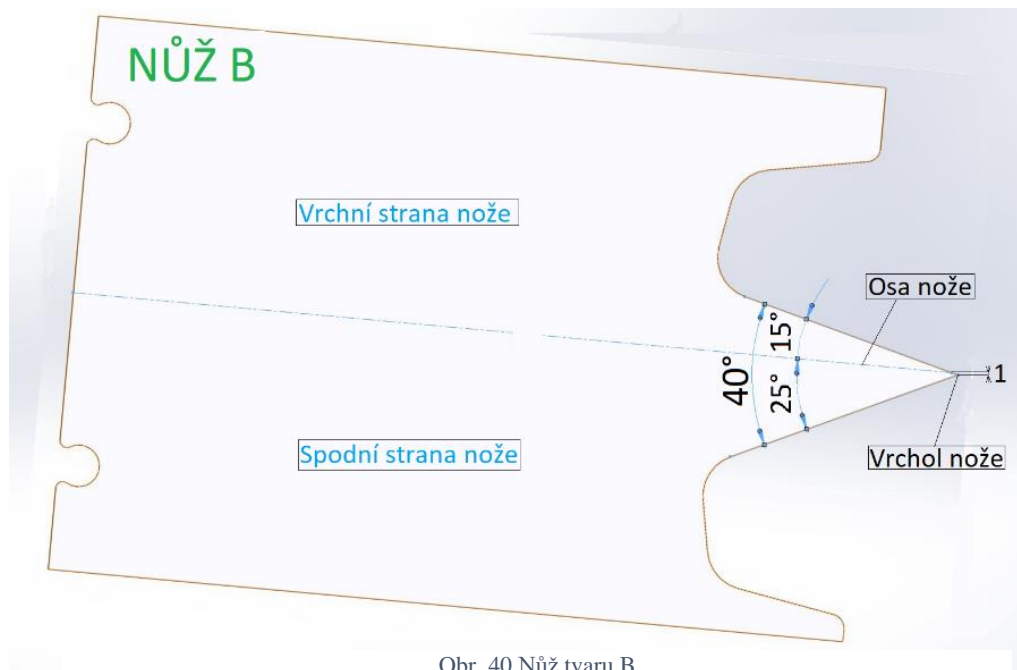 NŮŽ B
Vrchní strana nože
Osa nože
15°
40°
25°
1
Spodní strana nože
Vrchol nože
Obr. 40 Nůž tvaru B